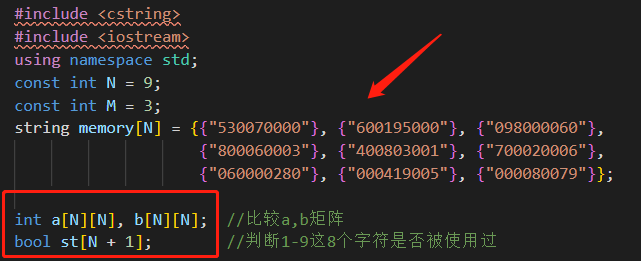 #include <cstring>
#include <iostream>
using namespace std;
const int N = 9;
const int M = 3;
string memory[N] = {{"530070000"}, {"600195000"}, {"098000060"},
{"800060003"}, {"400803001"}, {"700020006"},
{"060000280"}, {"000419005"}, {"000080079"}};
int a[N][N], b[N][N]; //比较a,b矩阵
bool st[N + 1]; //判断1-9这8个字符是否被使用过